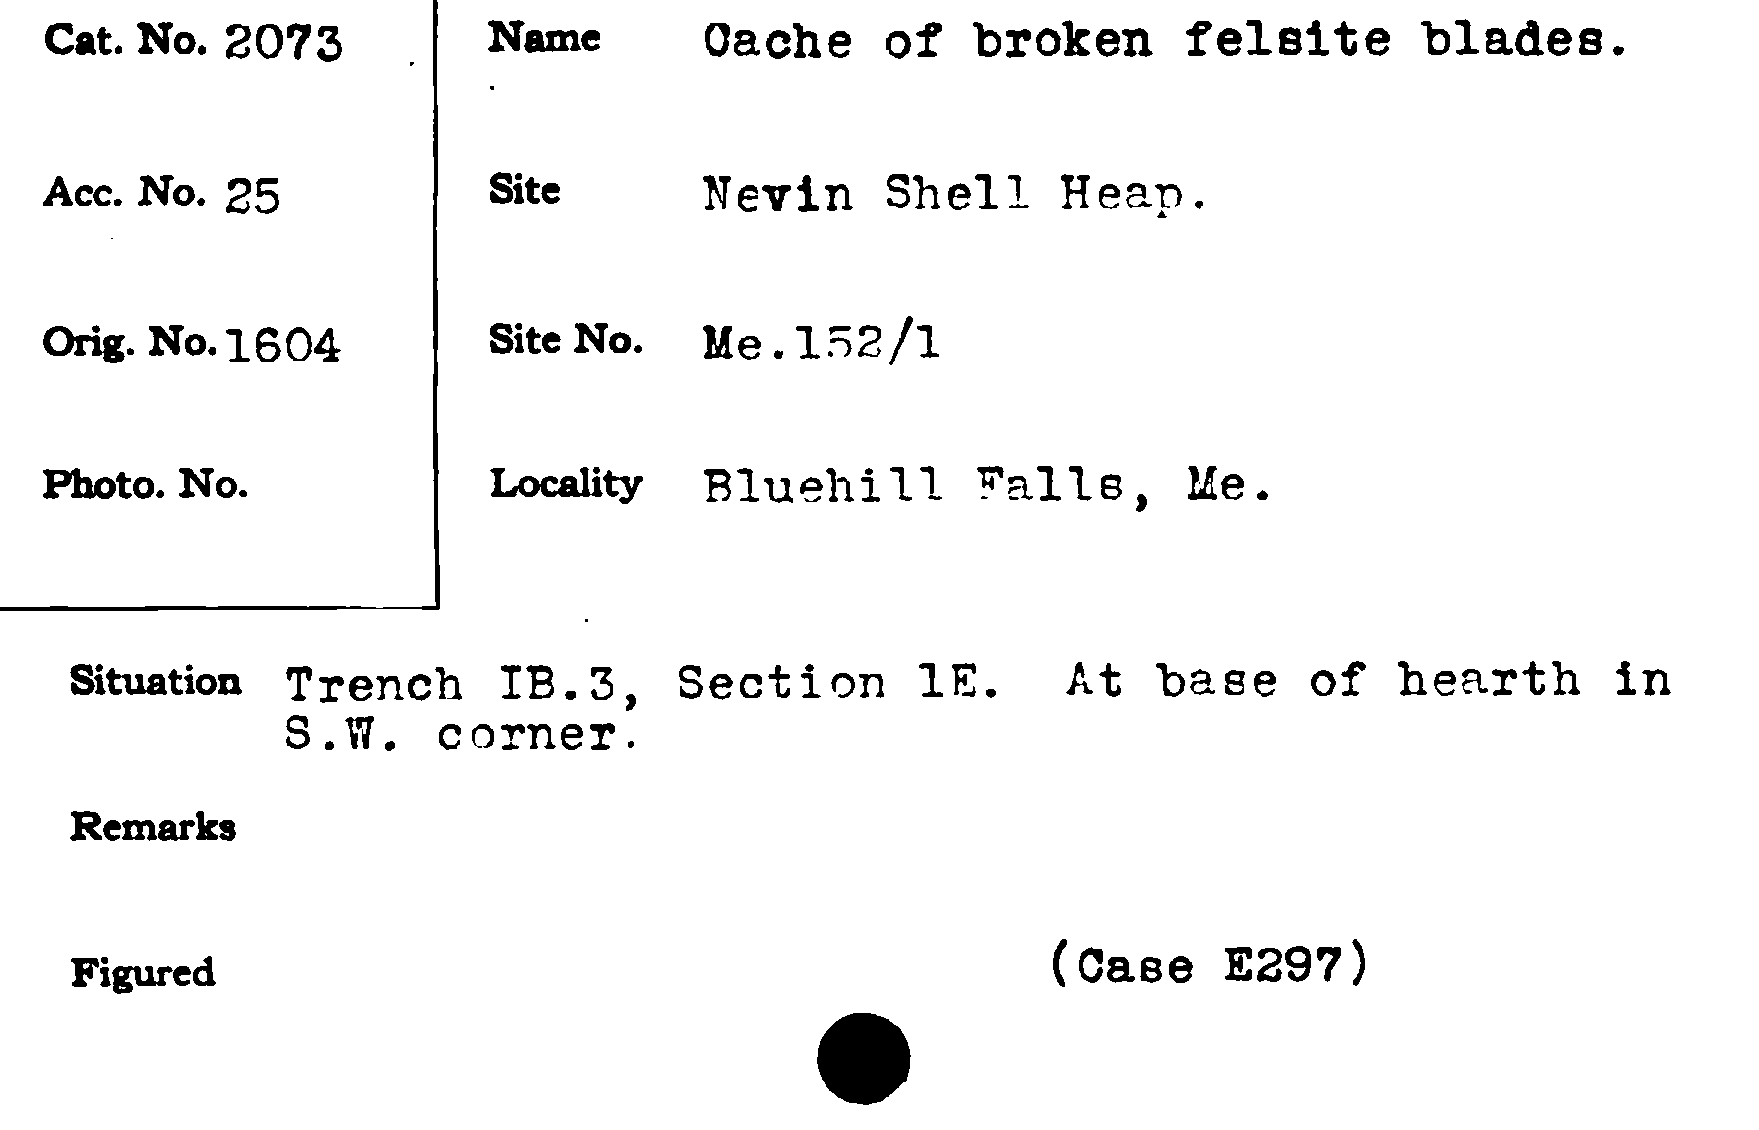 Cat. No. 2073
Name Cache of broken felsite blades.
Acc. No. 25
Site Nevin Shell Heap.
Orig. No. 1604
Site No. Me.152/1
Photo. No.
Locality Bluehill Falls, Me.
Situation Trench IB.3, Section 1E. At base of hearth in
S.W. corner.
Remarks
Figured
(Case E297)